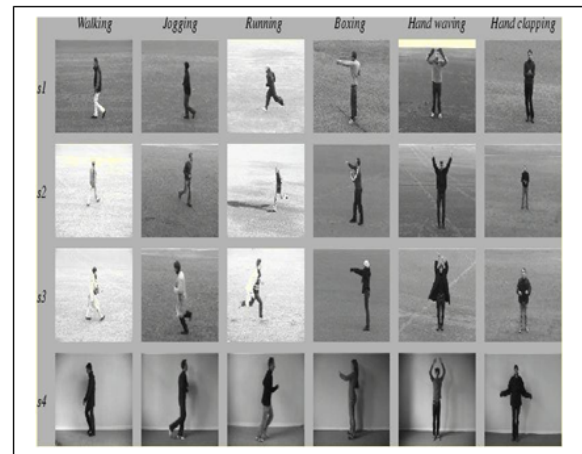 Walking Jogging Running Boxing Hand waving Hand clapping
s1
s2
s3
s4